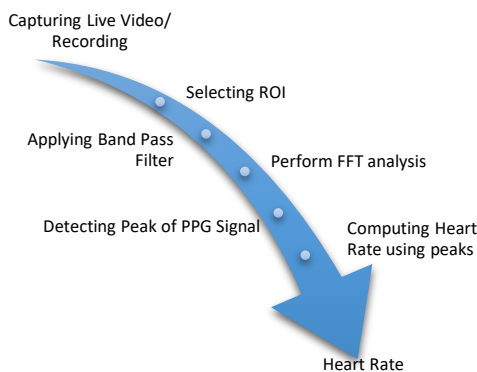 Capturing Live Video/
Recording
Selecting ROI
Applying Band Pass
Filter
Perform FFT analysis
Detecting Peak of PPG Signal
Computing Heart
Rate using peaks
Heart Rate